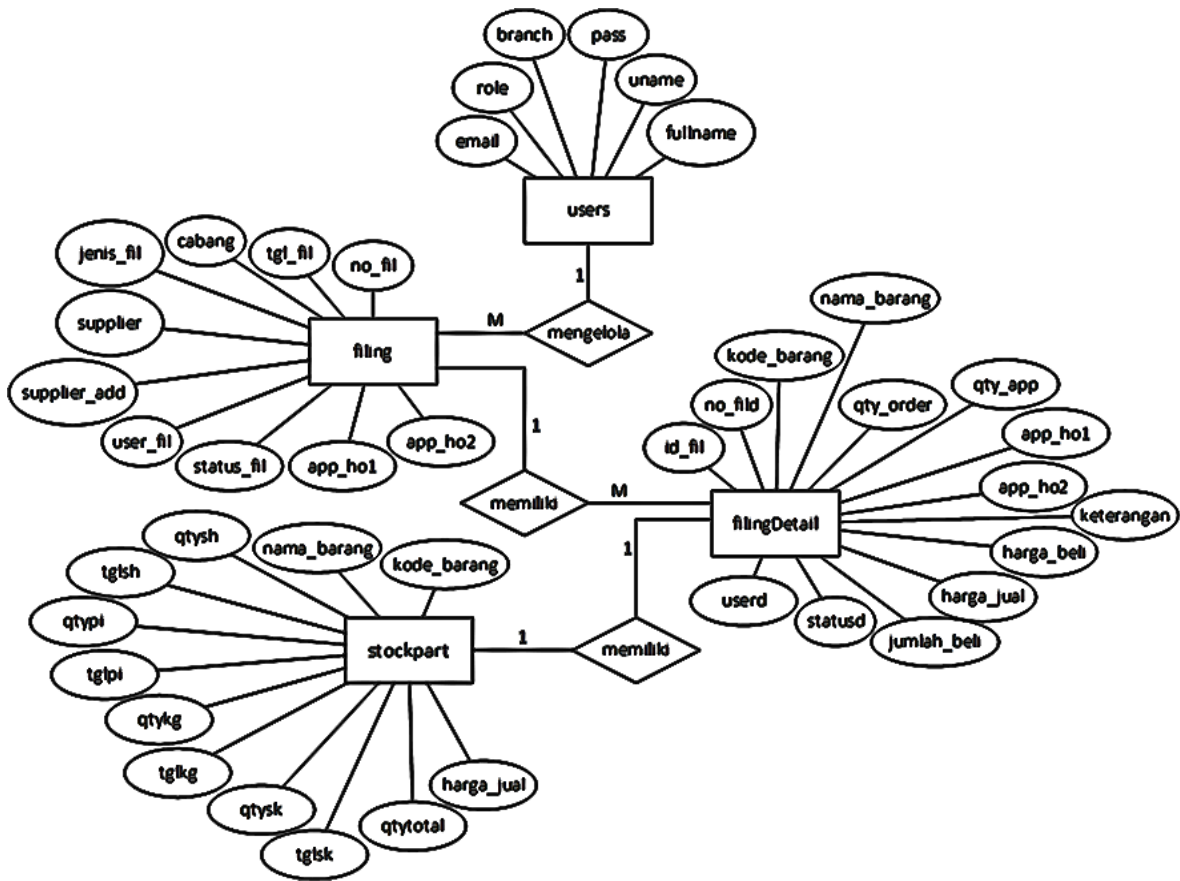 branch
pass
role
uname
email
fullname
users
1
mengelola
M
jenis_fil
cabang
tgl_fil
no_fil
supplier
filing
supplier_add
user_fil
status_fil
app_ho1
app_ho2
1
memiliki
M
nama_barang
kode_barang
no_fild
id_fil
qty_order
qty_app
app_ho1
app_ho2
keterangan
filingDetail
harga_beli
harga_jual
jumlah_beli
statusd
userd
1
memiliki
1
qtysh
nama_barang
kode_barang
tglsh
qtypi
stockpart
tglpi
qtykg
tglkg
qtysk
tglsk
qtytotal
harga_jual